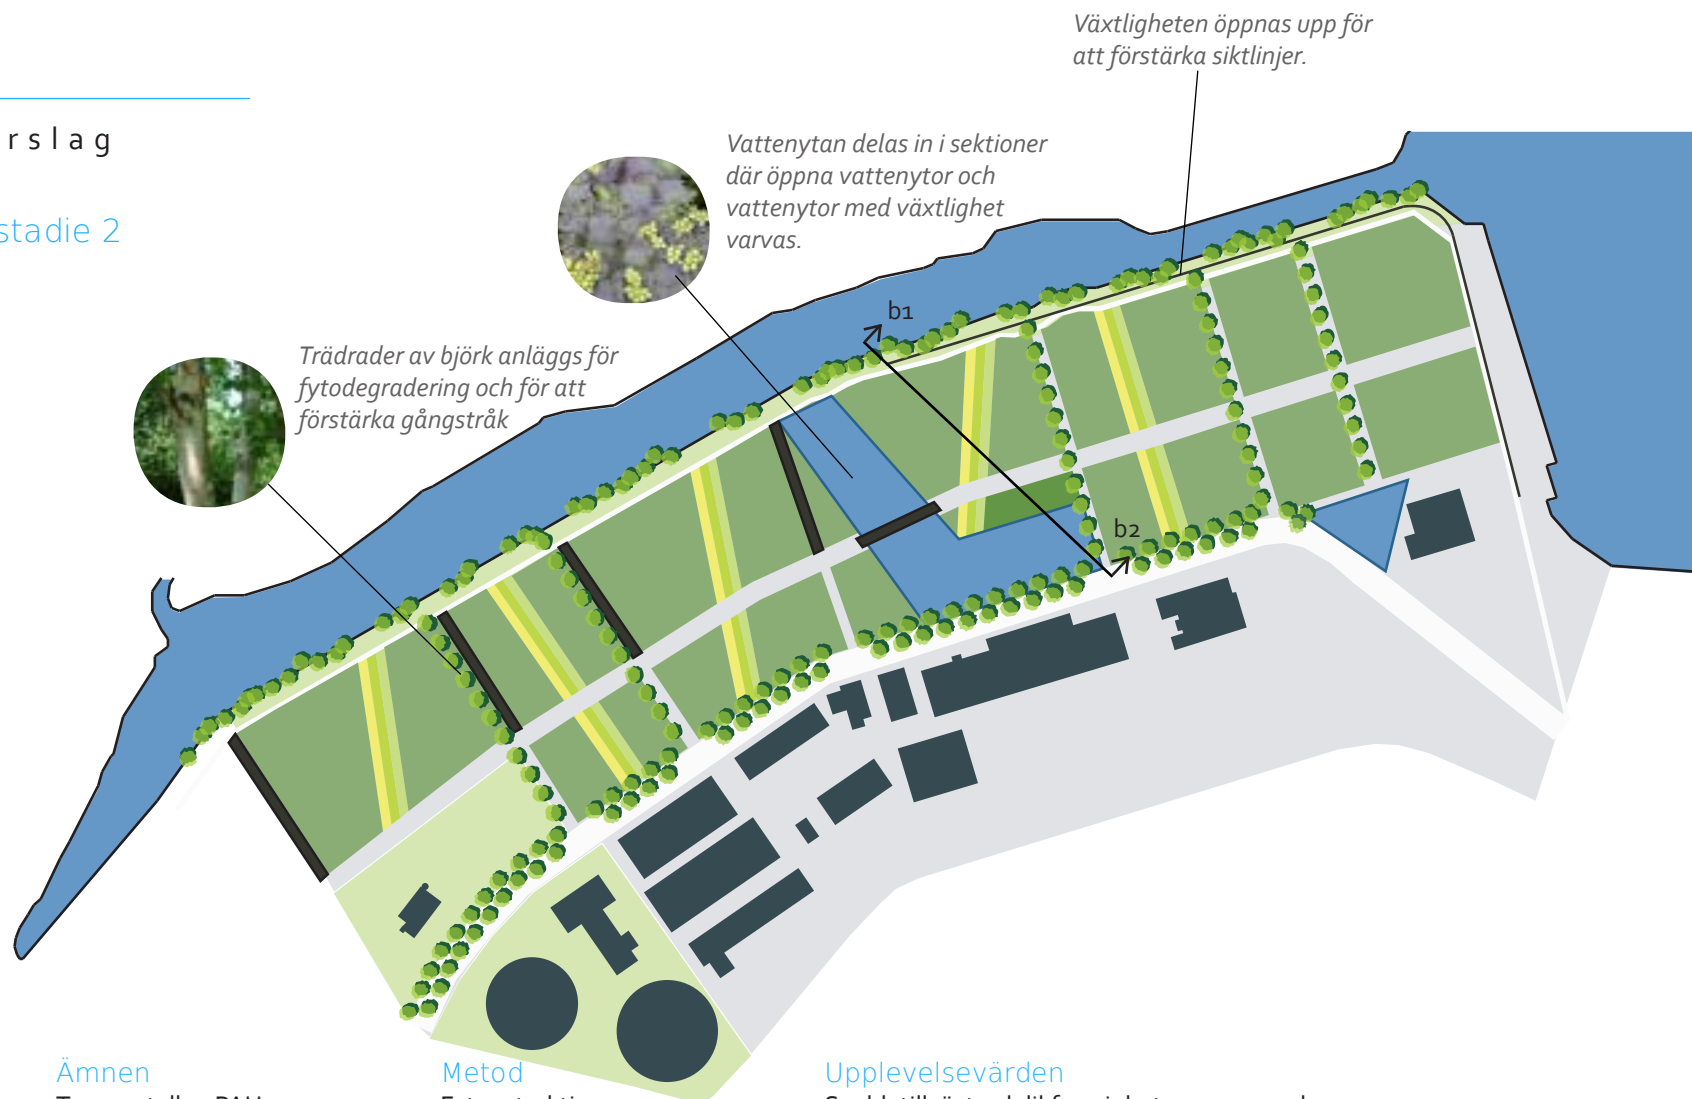 Växtligheten öppnas upp för
att förstärka siktlinjer.
rslag
stadie 2
Vattenytan delas in i sektioner
där öppna vattenytor och
vattenytor med växtlighet
varvas.
b1
Trädrader av björk anläggs för
fytodegradering och för att
förstärka gångstråk
b2
Ämnen
Metod
Upplevelsevärden